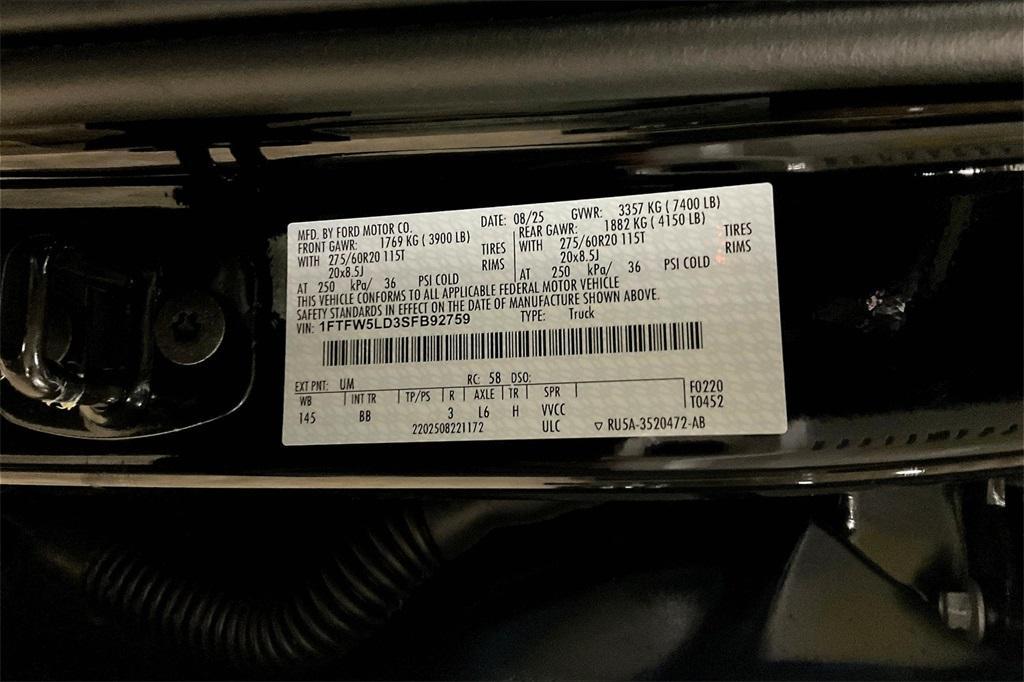 MFD. BY FORD MOTOR CO. DATE: 08/25 GVWR: 3357 KG ( 7400 LB)
FRONT GAWR: 1769 KG ( 3900 LB) REAR GAWR: 1882 KG ( 4150 LB)
WITH 275/60R20 115T TIRES WITH 275/60R20 115T TIRES
20x8.5J RIMS 20x8.5J RIMS
AT 250 kPa/ 36 PSI COLD AT 250 kPa/ 36 PSI COLD
THIS VEHICLE CONFORMS TO ALL APPLICABLE FEDERAL MOTOR VEHICLE
SAFETY STANDARDS IN EFFECT ON THE DATE OF MANUFACTURE SHOWN ABOVE.
VIN: 1FTFW5LD3SFB92759 TYPE: Truck
EXT PNT: UM RC: 58 DSO:
WB INT TR TP/PS R AXLE TR SPR F0220
145 BB 3 L6 H VVCC T0452
2202508221172 ULC ▽ RU5A-3520472-AB